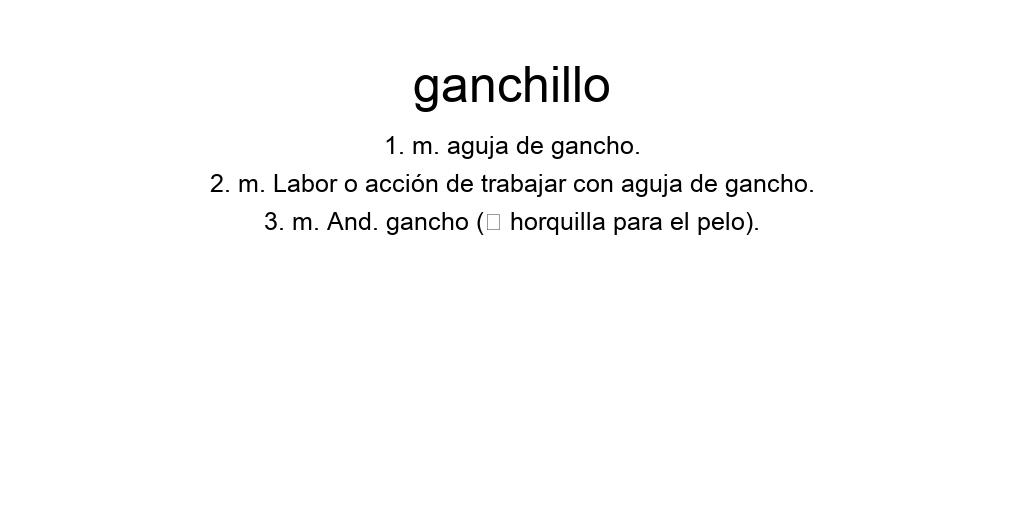 ganchillo
1. m. aguja de gancho.
2. m. Labor o acción de trabajar con aguja de gancho.
3. m. And. gancho (□ horquilla para el pelo).